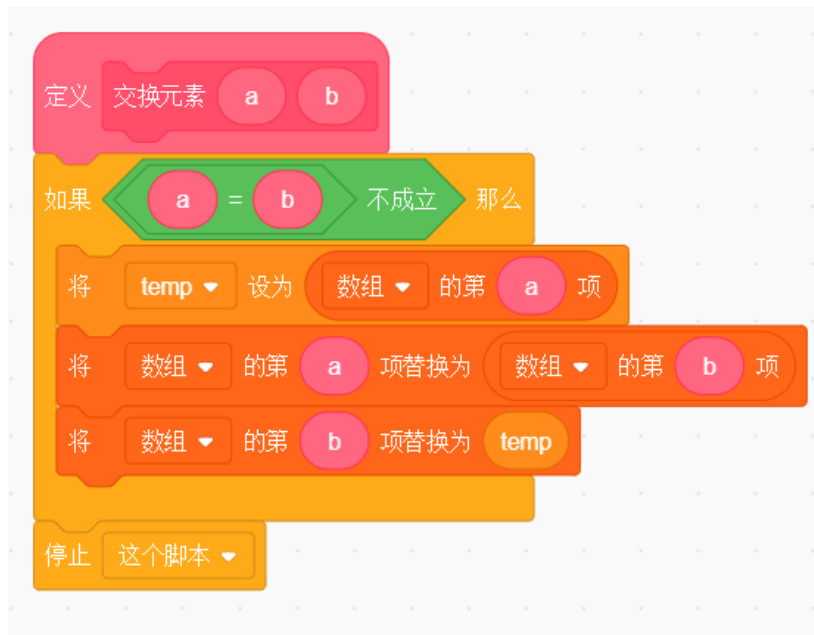 定义 交换元素 a b
如果 a = b 不成立 那么
将 temp 设为 数组 的第 a 项
将 数组 的第 a 项替换为 数组 的第 b 项
将 数组 的第 b 项替换为 temp
停止 这个脚本